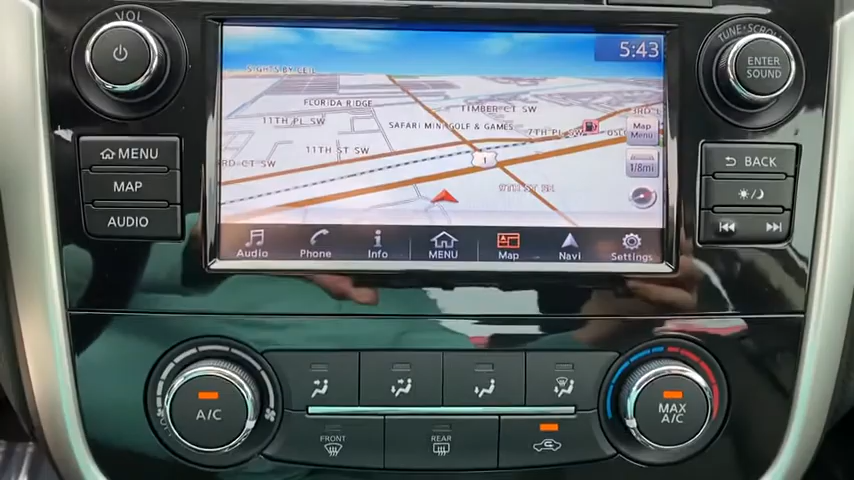 VOL
TUNE·SCROLL
5:43
ENTER
SOUND
FLORIDA RIDGE
TIMBER CT SW
11TH PL SW
SAFARI MINI GOLF & GAMES
7TH PL SW
Map
Menu
MENU
11TH ST SW
1
1/8mi
BACK
MAP
9TH ST
AUDIO
Audio
Phone
Info
MENU
Map
Navi
Settings
A/C
MAX
A/C
FRONT
REAR